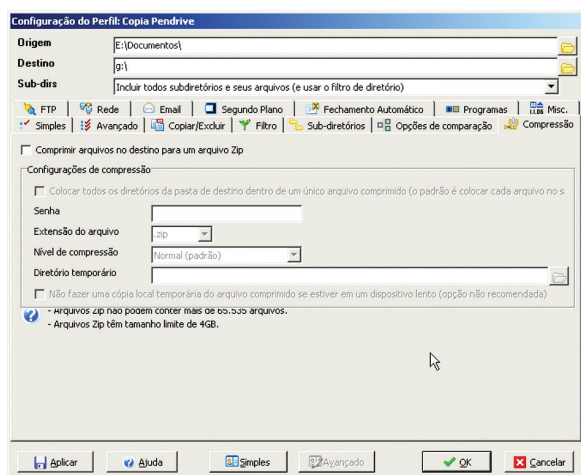 Configuração do Perfil: Copia Pendrive
Origem E:\Documentos\
Destino g:\
Sub-dirs Incluir todos subdiretórios e seus arquivos (e usar o filtro de diretório)
FTP Rede Email Segundo Plano Fechamento Automático Programas Misc.
Simples Avançado Copiar/Excluir Filtro Sub-diretórios Opções de comparação Compressão
Comprimir arquivos no destino para um arquivo Zip
Configurações de compressão
Colocar todos os diretórios da pasta de destino dentro de um único arquivo comprimido (o padrão é colocar cada arquivo no s
Senha
Extensão do arquivo .zip
Nível de compressão Normal (padrão)
Diretório temporário
Não fazer uma cópia local temporária do arquivo comprimido se estiver em um dispositivo lento (opção não recomendada)
- Arquivos Zip não podem conter mais de 65.535 arquivos.
- Arquivos Zip têm tamanho limite de 4GB.
Aplicar Ajuda Simples Avançado OK Cancelar